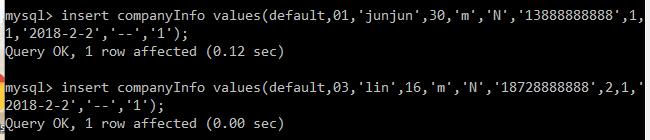 mysql> insert companyInfo values(default,01,'junjun',30,'m','N','13888888888',1,
1,'2018-2-2','--','1');
Query OK, 1 row affected (0.12 sec)
mysql> insert companyInfo values(default,03,'lin',16,'m','N','18728888888',2,1,'
2018-2-2','--','1');
Query OK, 1 row affected (0.00 sec)